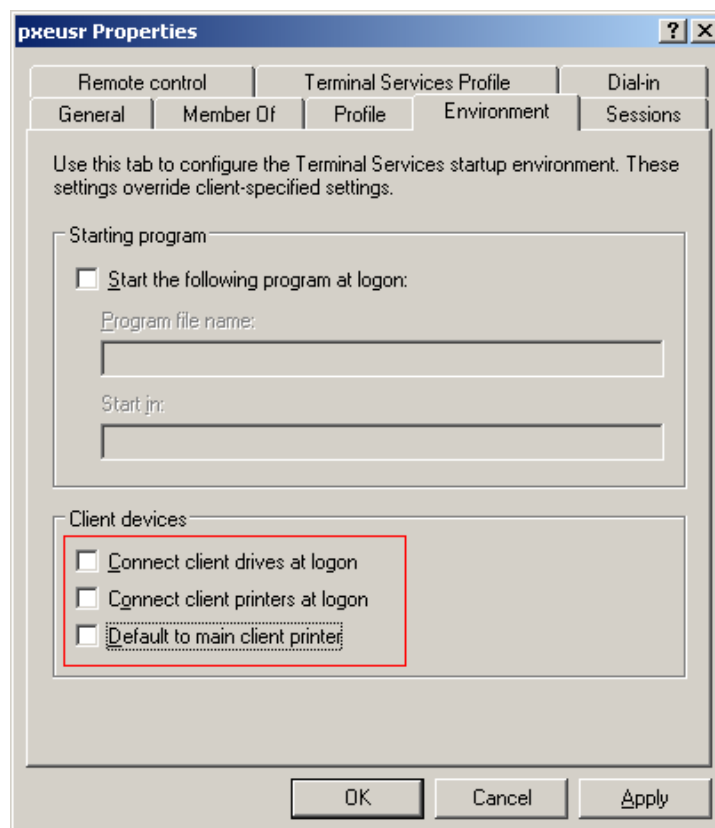 pxeusr Properties
Remote control Terminal Services Profile Dial-in
General Member Of Profile Environment Sessions
Use this tab to configure the Terminal Services startup environment. These
settings override client-specified settings.
Starting program
Start the following program at logon:
Program file name:
Start in:
Client devices
Connect client drives at logon
Connect client printers at logon
Default to main client printer
OK Cancel Apply